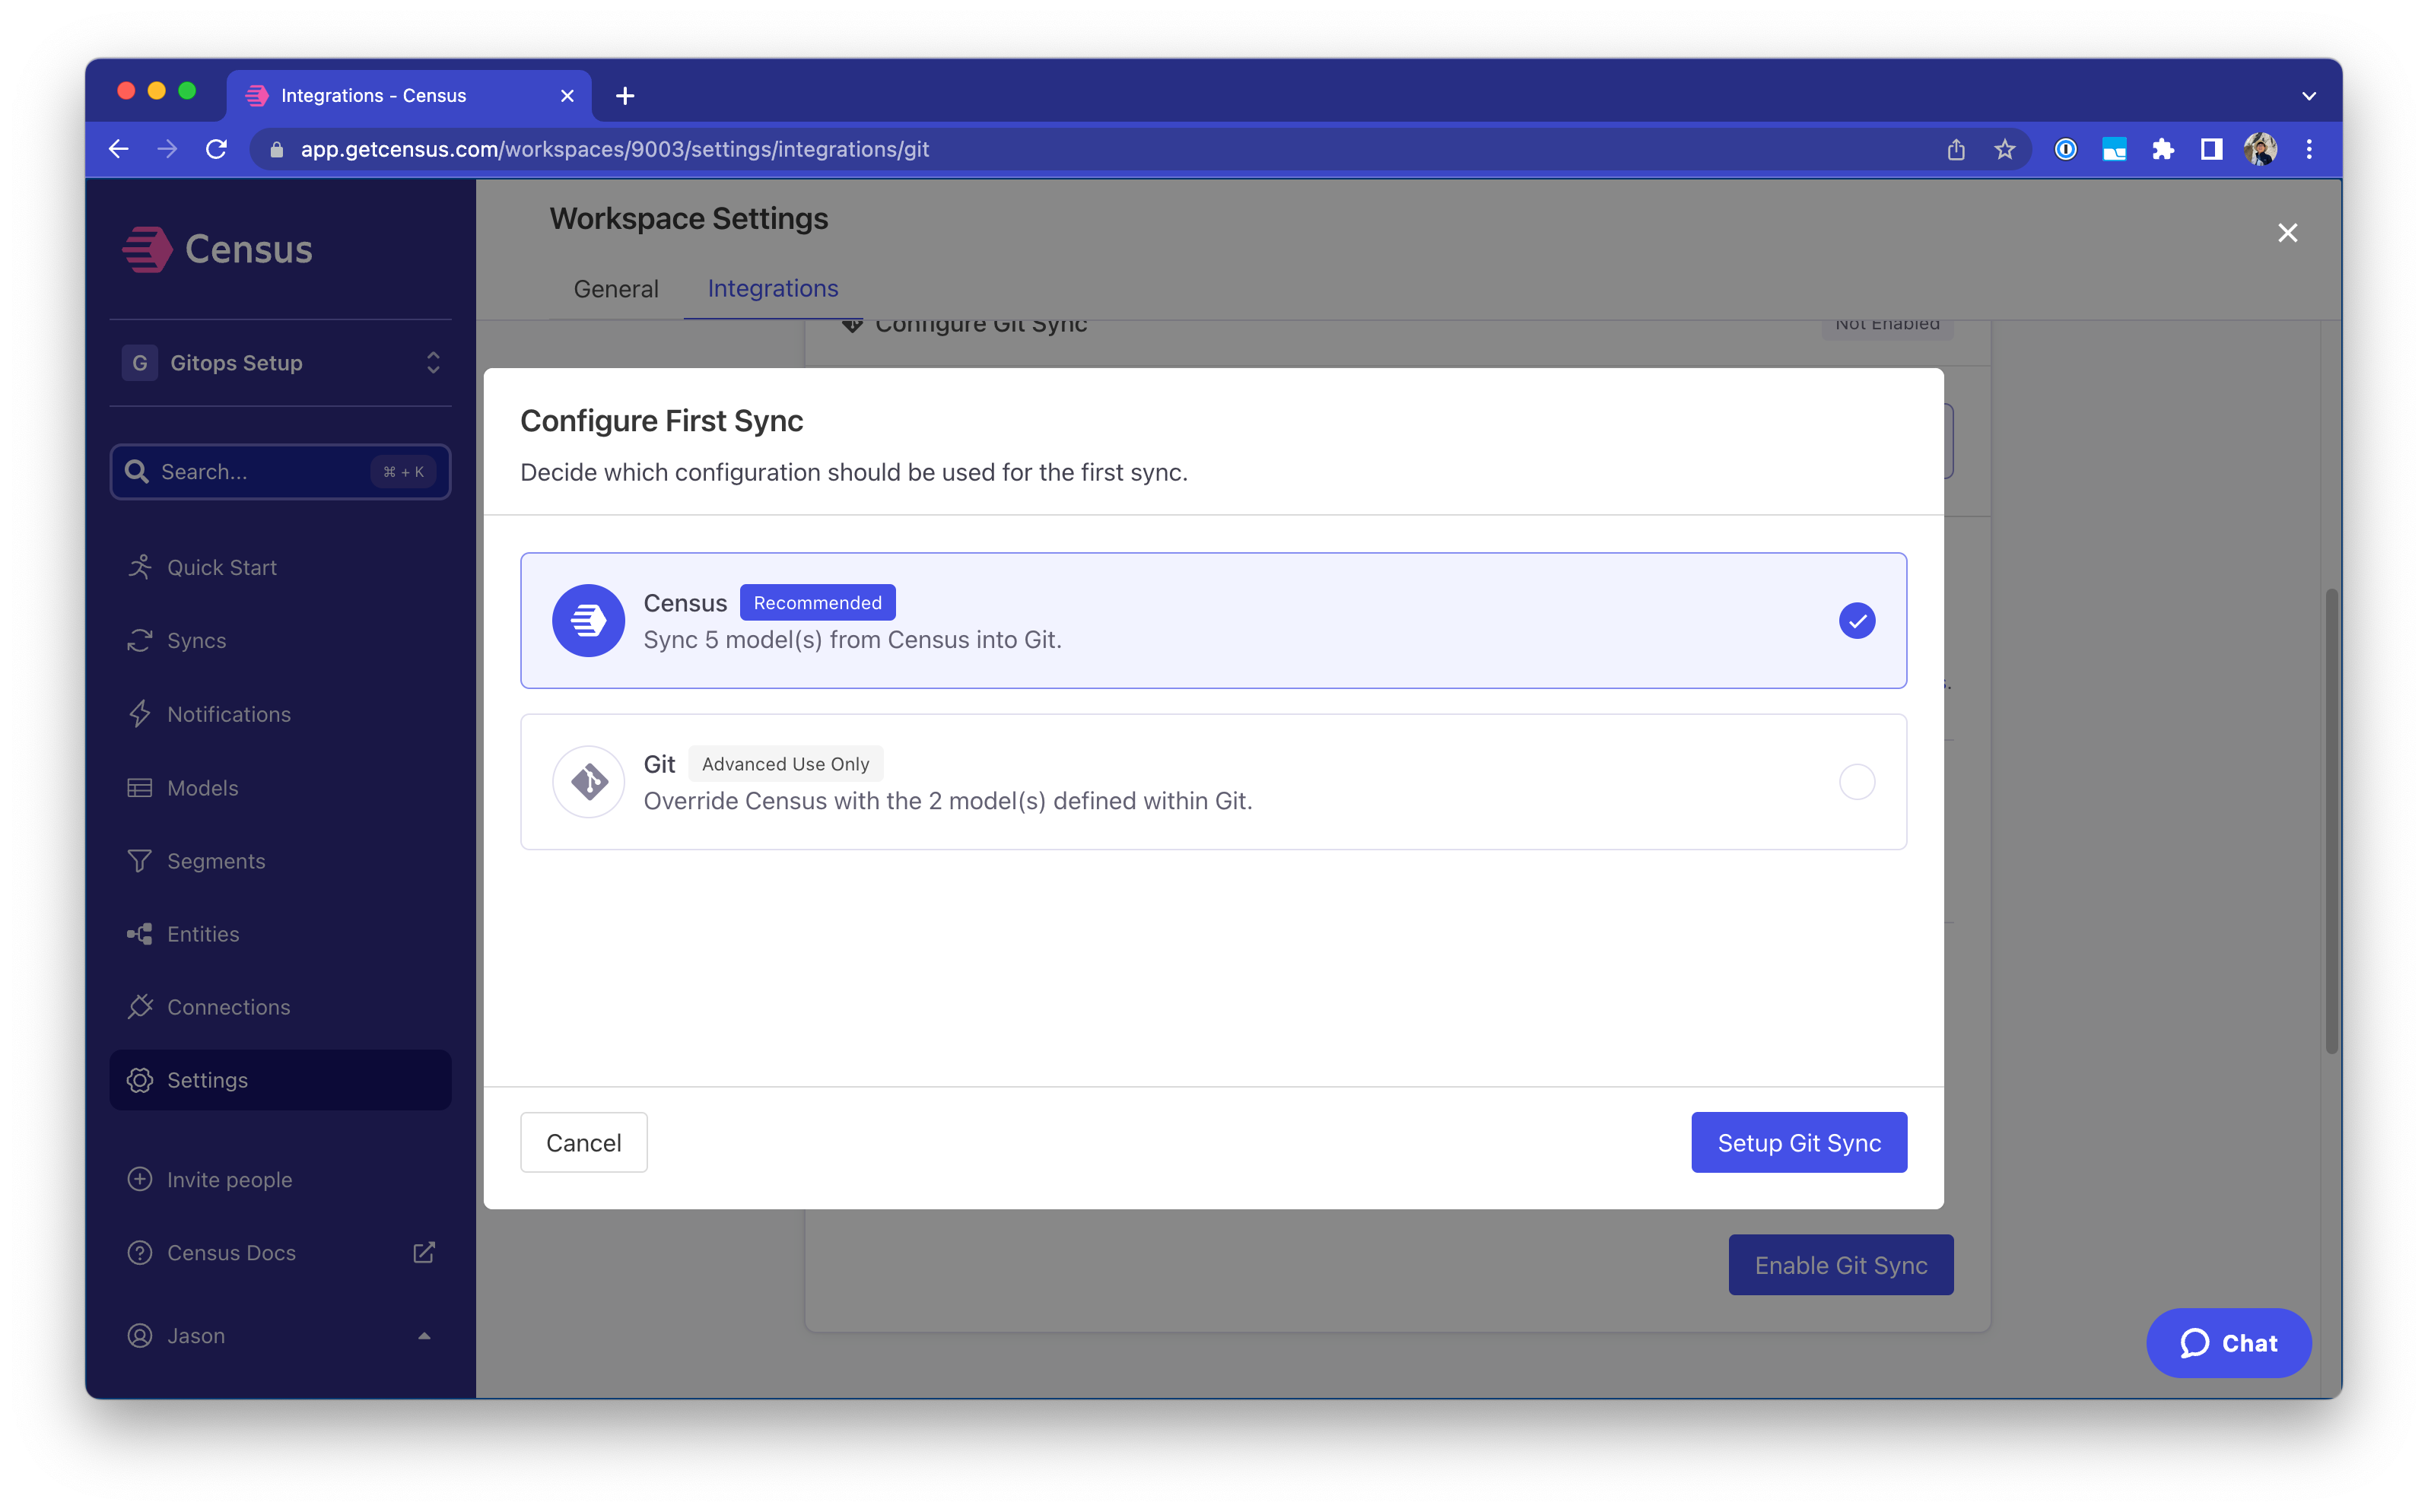 Integrations - Census
app.getcensus.com/workspaces/9003/settings/integrations/git
Census
G Gitops Setup
Search...
⌘ + K
Quick Start
Syncs
Notifications
Models
Segments
Entities
Connections
Settings
Invite people
Census Docs
Jason
Workspace Settings
General
Integrations
Configure Git Sync
Not Enabled
Configure First Sync
Decide which configuration should be used for the first sync.
Census Recommended
Sync 5 model(s) from Census into Git.
Git Advanced Use Only
Override Census with the 2 model(s) defined within Git.
Cancel
Setup Git Sync
Enable Git Sync
Chat